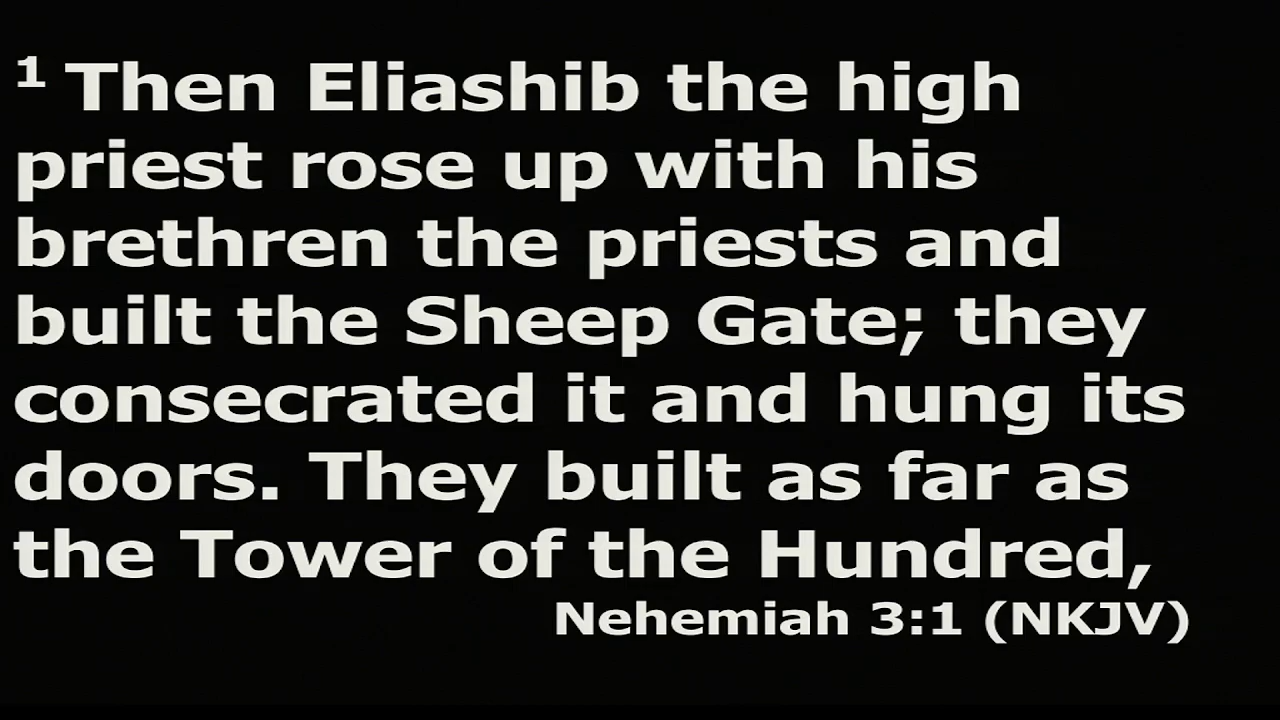 1 Then Eliashib the high
priest rose up with his
brethren the priests and
built the Sheep Gate; they
consecrated it and hung its
doors. They built as far as
the Tower of the Hundred,
Nehemiah 3:1 (NKJV)